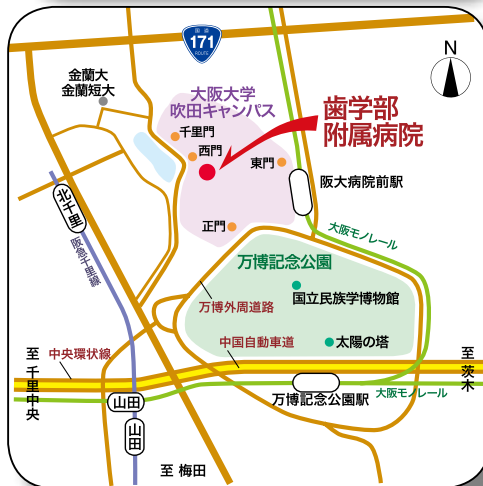 国道
171
ROUTE
N
金蘭大
金蘭短大
大阪大学
吹田キャンパス
歯学部
附属病院
千里門
西門
東門
阪大病院前駅
北千里
正門
大阪モノレール
阪急千里線
万博記念公園
国立民族学博物館
万博外周道路
太陽の塔
中国自動車道
中央環状線
至千里中央
至茨木
山田
万博記念公園駅
大阪モノレール
山田
至 梅田